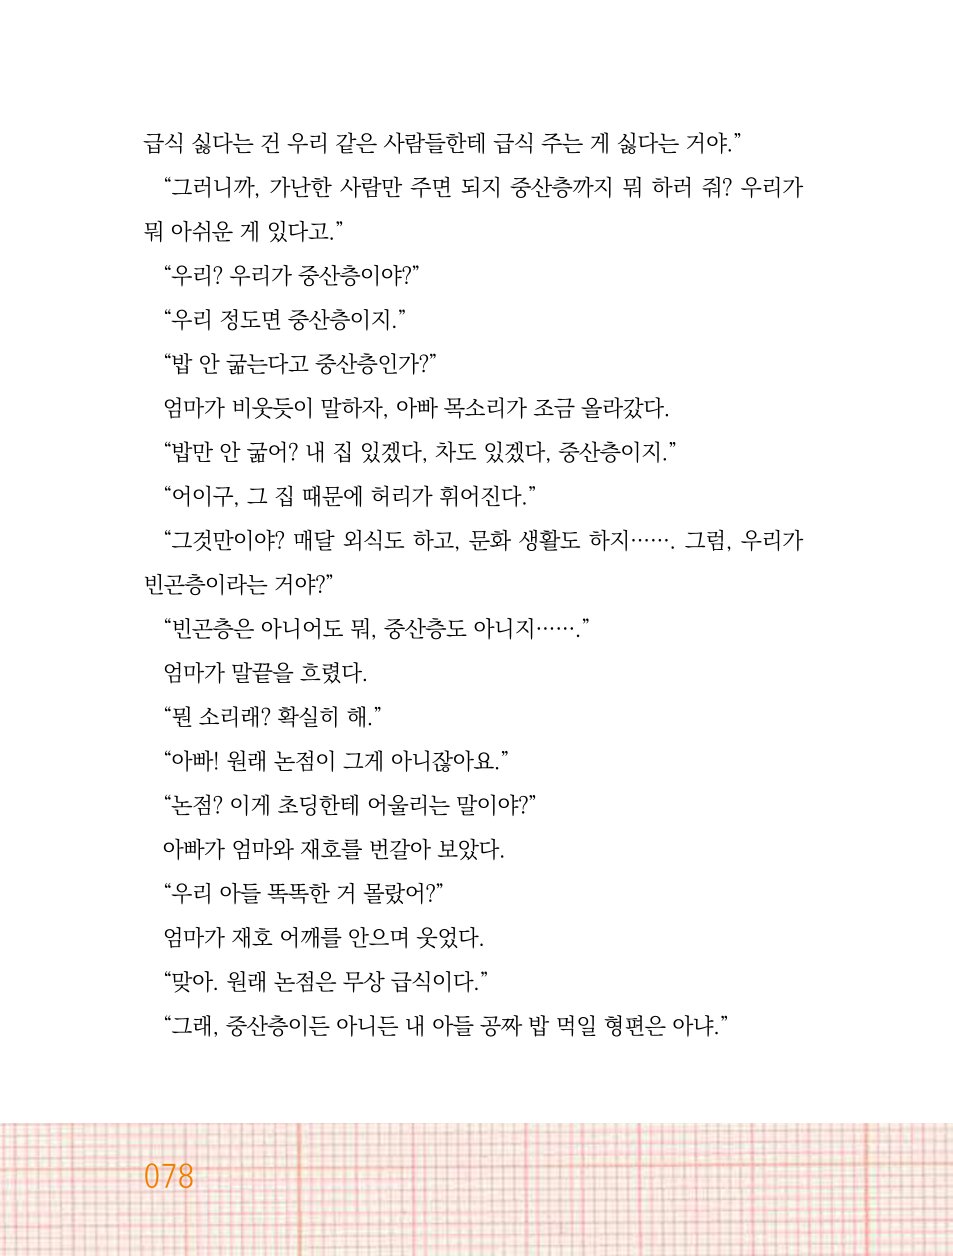 급식 싫다는 건 우리 같은 사람들한테 급식 주는 게 싫다는 거야.”
“그러니까, 가난한 사람만 주면 되지 중산층까지 뭐 하러 줘? 우리가
뭐 아쉬운 게 있다고.”
“우리? 우리가 중산층이야?”
“우리 정도면 중산층이지.”
“밥 안 굶는다고 중산층인가?”
엄마가 비웃듯이 말하자, 아빠 목소리가 조금 올라갔다.
“밥만 안 굶어? 내 집 있겠다, 차도 있겠다, 중산층이지.”
“어이구, 그 집 때문에 허리가 휘어진다.”
“그것만이야? 매달 외식도 하고, 문화 생활도 하지……. 그럼, 우리가
빈곤층이라는 거야?”
“빈곤층은 아니어도 뭐, 중산층도 아니지…….”
엄마가 말끝을 흐렸다.
“뭔 소리래? 확실히 해.”
“아빠! 원래 논점이 그게 아니잖아요.”
“논점? 이게 초딩한테 어울리는 말이야?”
아빠가 엄마와 재호를 번갈아 보았다.
“우리 아들 똑똑한 거 몰랐어?”
엄마가 재호 어깨를 안으며 웃었다.
“맞아. 원래 논점은 무상 급식이다.”
“그래, 중산층이든 아니든 내 아들 공짜 밥 먹일 형편은 아냐.”
078